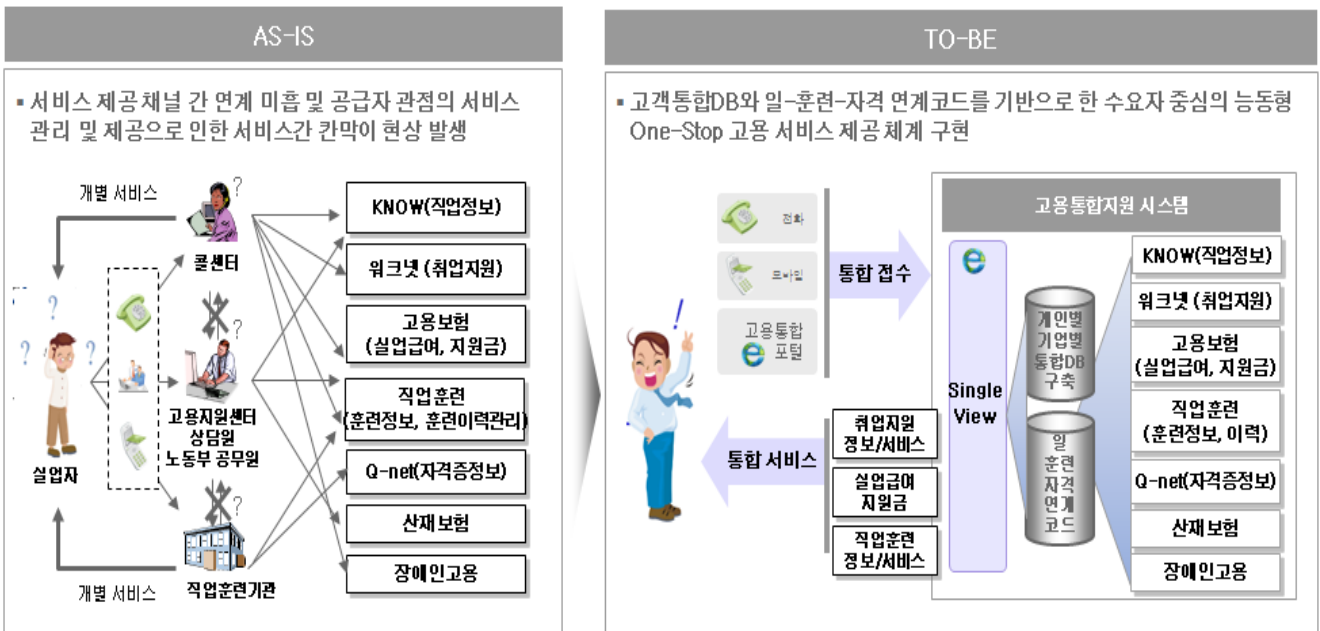 AS-IS
▪ 서비스 제공 채널 간 연계 미흡 및 공급자 관점의 서비스
관리 및 제공으로 인한 서비스간 칸막이 현상 발생
개별 서비스
?
콜센터
?
?
?
?
실업자
?
고용지원센터
상담원
노동부 공무원
?
직업훈련기관
개별 서비스
KNOW(직업정보)
워크넷 (취업지원)
고용보험
(실업급여, 지원금)
직업 훈련
(훈련정보, 훈련이력관리)
Q-net(자격증정보)
산재 보험
장애인고용
TO-BE
▪ 고객통합DB와 일-훈련-자격 연계코드를 기반으로 한 수요자 중심의 능동형
One-Stop 고용 서비스 제공 체계 구현
전화
모바일
고용통합
포털
통합 접수
!
통합 서비스
취업지원
정보/서비스
실업급여
지원금
직업훈련
정보/서비스
고용통합지원 시스템
Single
View
개인별
기업별
통합DB
구축
일
훈련
자격
연계
코드
KNOW(직업정보)
워크넷 (취업지원)
고용보험
(실업급여, 지원금)
직업 훈련
(훈련정보, 이력)
Q-net(자격증정보)
산재 보험
장애인고용